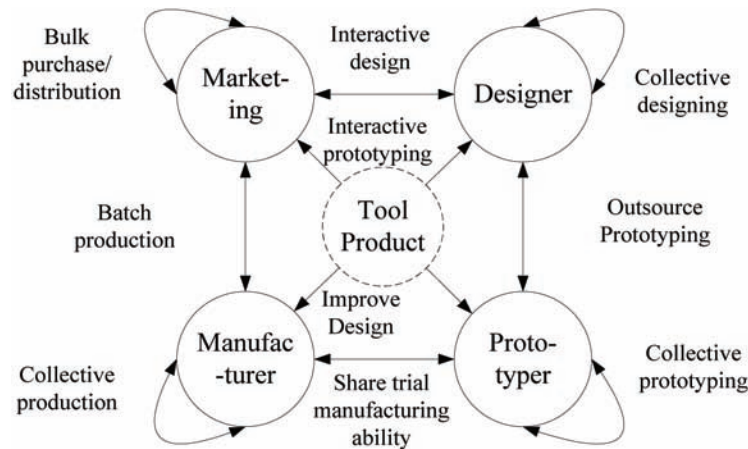 Bulk
purchase/
distribution
Market-
ing
Interactive
design
Designer
Collective
designing
Interactive
prototyping
Batch
production
Tool
Product
Outsource
Prototyping
Improve
Design
Collective
production
Manufac
-turer
Share trial
manufacturing
ability
Proto-
typer
Collective
prototyping